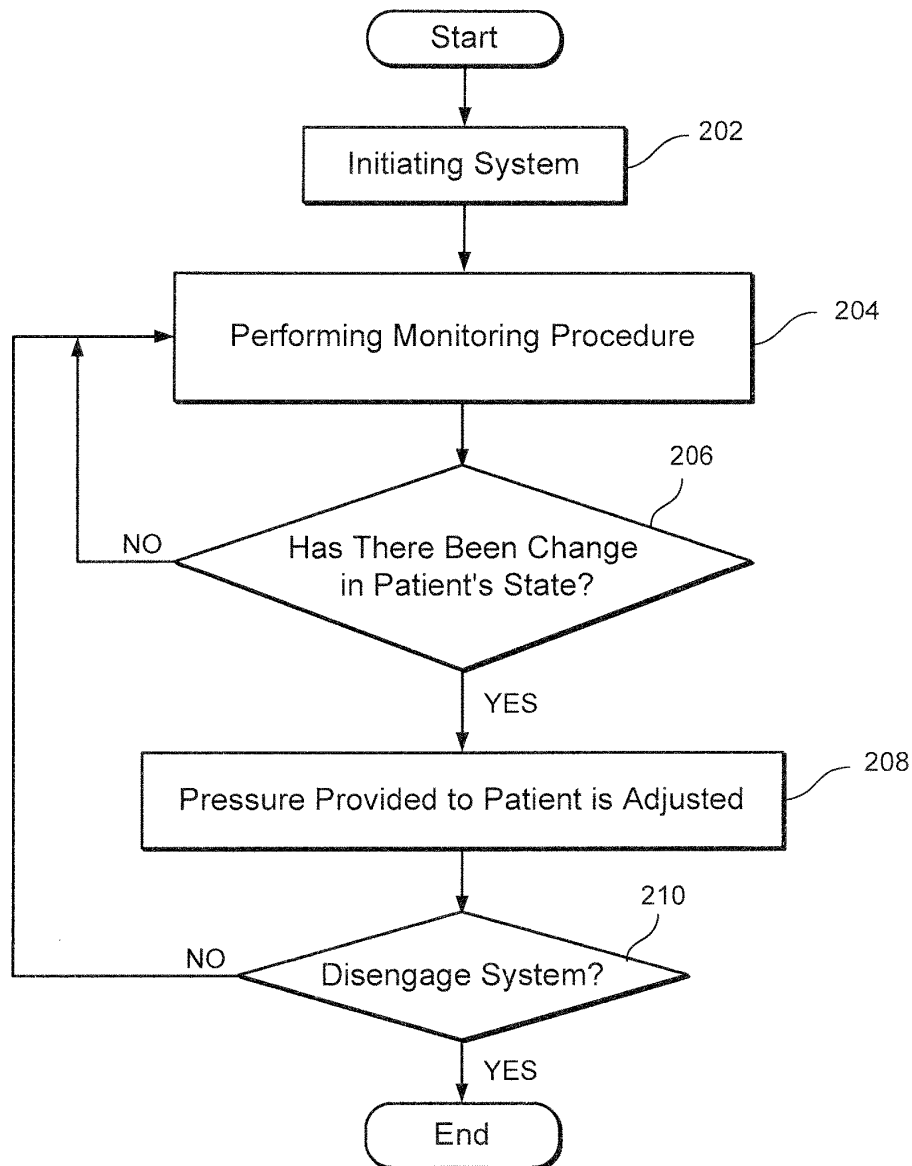 Start
202
Initiating System
204
Performing Monitoring Procedure
206
NO
Has There Been Change
in Patient's State?
YES
208
Pressure Provided to Patient is Adjusted
210
NO
Disengage System?
YES
End